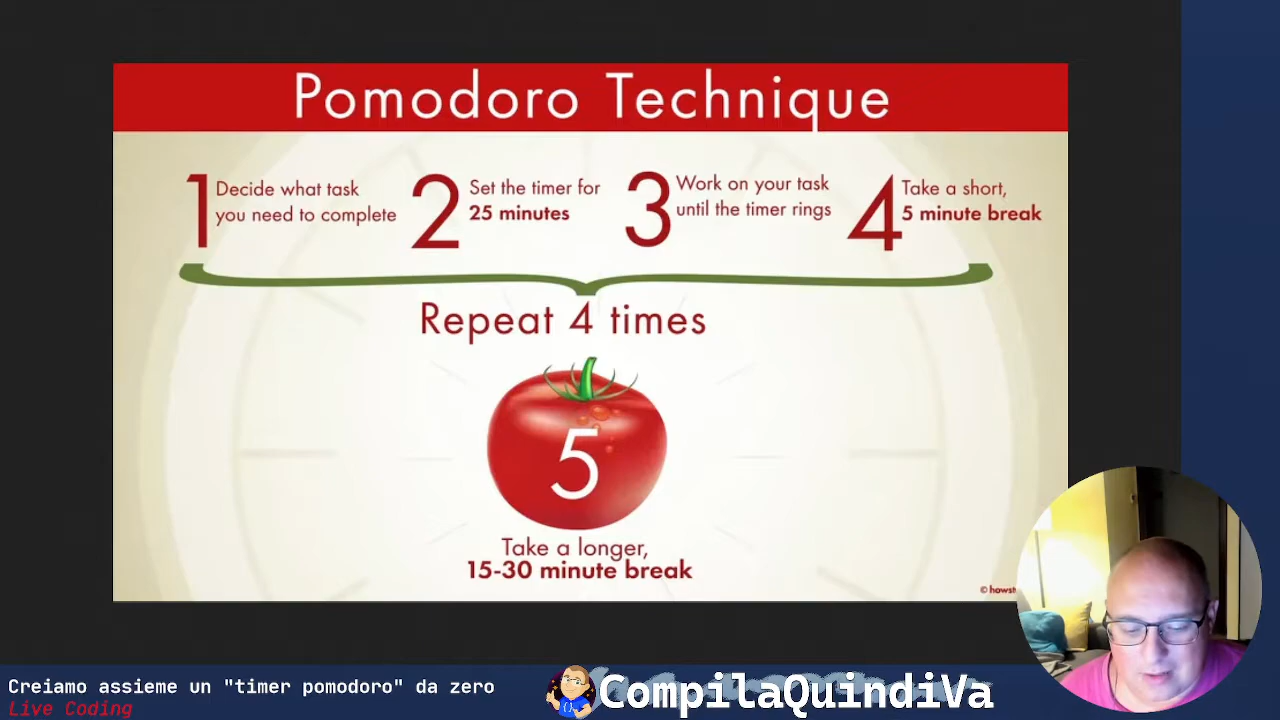 Pomodoro Technique
1
Decide what task
you need to complete
2
Set the timer for
25 minutes
3
Work on your task
until the timer rings
4
Take a short,
5 minute break
Repeat 4 times
5
Take a longer,
15-30 minute break
Creiamo assieme un "timer pomodoro" da zero
Live Coding
CompilaQuindiVa